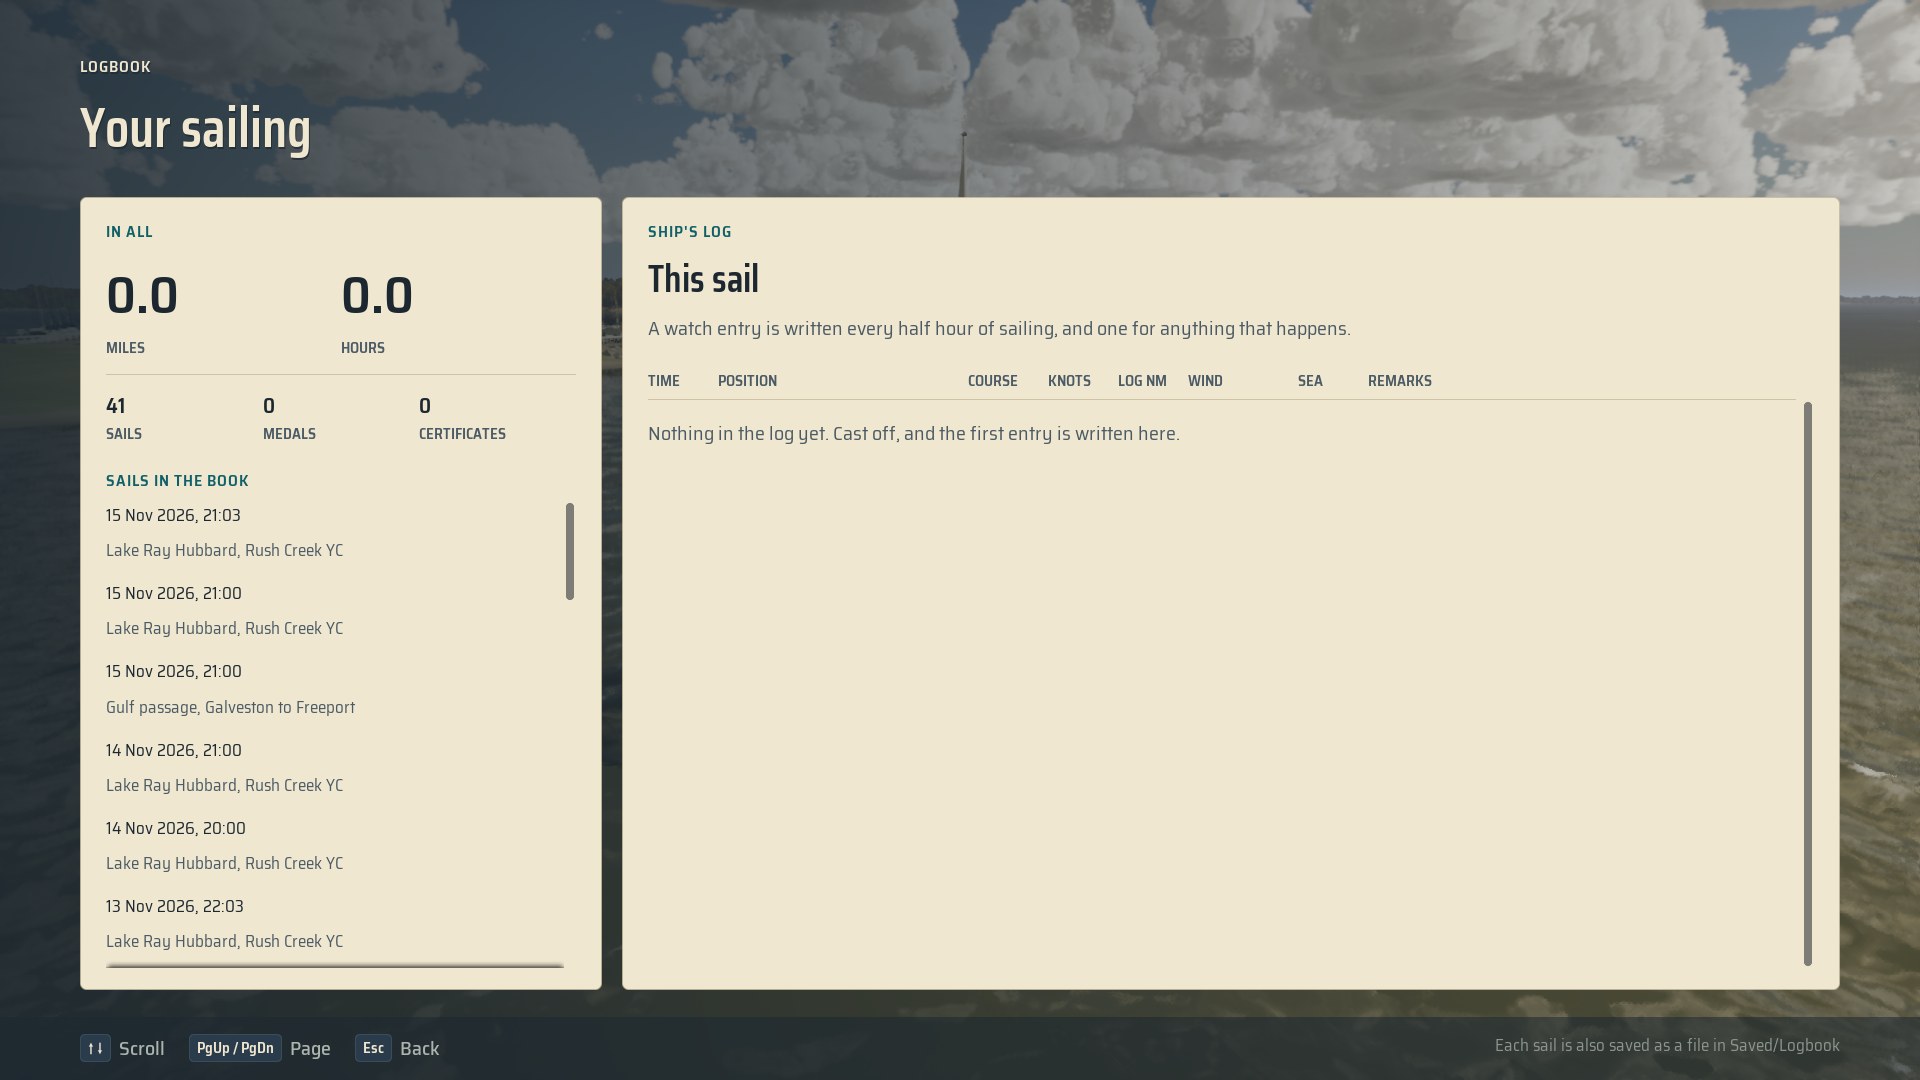 LOGBOOK
Your sailing
IN ALL
0.0 0.0
MILES HOURS
41 0 0
SAILS MEDALS CERTIFICATES
SAILS IN THE BOOK
15 Nov 2026, 21:03
Lake Ray Hubbard, Rush Creek YC
15 Nov 2026, 21:00
Lake Ray Hubbard, Rush Creek YC
15 Nov 2026, 21:00
Gulf passage, Galveston to Freeport
14 Nov 2026, 21:00
Lake Ray Hubbard, Rush Creek YC
14 Nov 2026, 20:00
Lake Ray Hubbard, Rush Creek YC
13 Nov 2026, 22:03
Lake Ray Hubbard, Rush Creek YC
SHIP'S LOG
This sail
A watch entry is written every half hour of sailing, and one for anything that happens.
TIME POSITION COURSE KNOTS LOG NM WIND SEA REMARKS
Nothing in the log yet. Cast off, and the first entry is written here.
↑↓ Scroll PgUp / PgDn Page Esc Back
Each sail is also saved as a file in Saved/Logbook